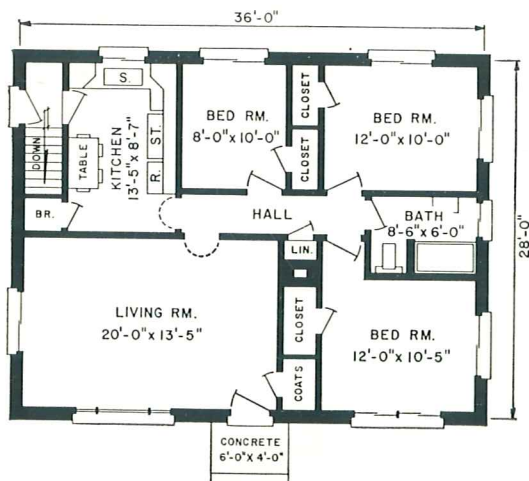 36'-0"
S.
CLOSET
BED RM.
8'-0" x 10'-0"
BED RM.
12'-0" x 10'-0"
DOWN
TABLE
KITCHEN
13'-5" x 8'-7"
ST.
R.
CLOSET
BR.
HALL
BATH
8'-6" x 6'-0"
28'-0"
LIN.
LIVING RM.
20'-0" x 13'-5"
CLOSET
BED RM.
12'-0" x 10'-5"
COATS
CONCRETE
6'-0" X 4'-0"